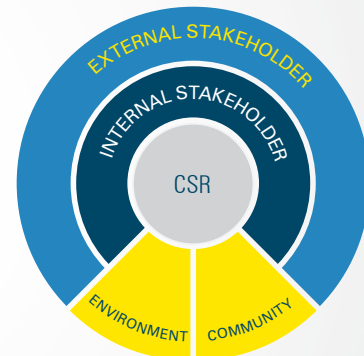 EXTERNAL STAKEHOLDER
INTERNAL STAKEHOLDER
CSR
ENVIRONMENT
COMMUNITY